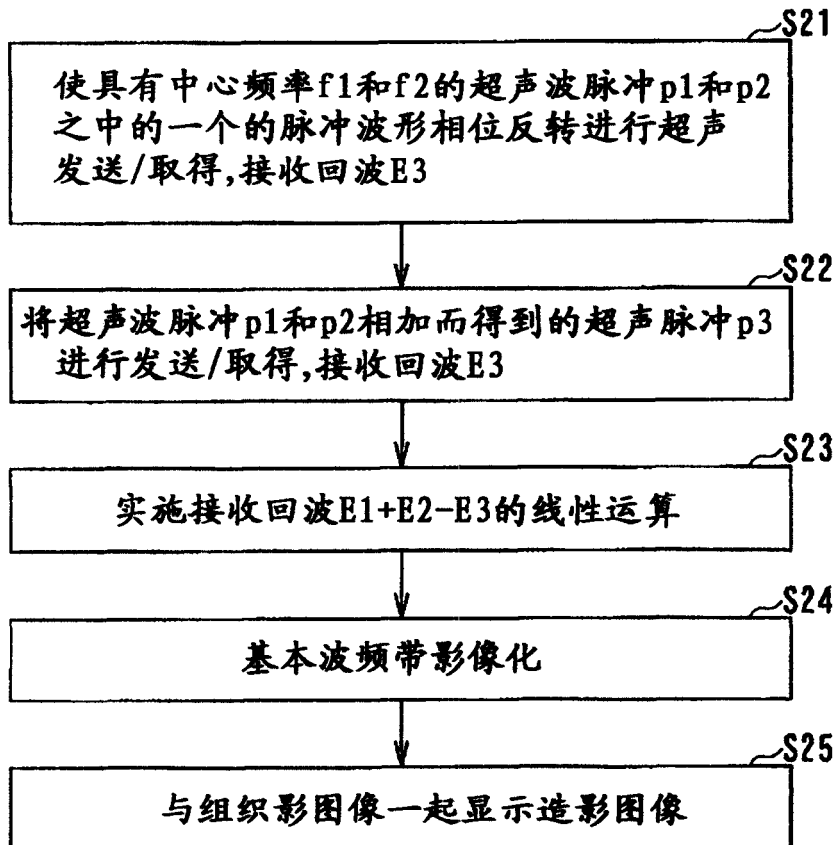 S21
使具有中心频率f1和f2的超声波脉冲p1和p2
之中的一个的脉冲波形相位反转进行超声
发送/取得,接收回波E3
S22
将超声波脉冲p1和p2相加而得到的超声脉冲p3
进行发送/取得,接收回波E3
S23
实施接收回波E1+E2-E3的线性运算
S24
基本波频带影像化
S25
与组织影图像一起显示造影图像